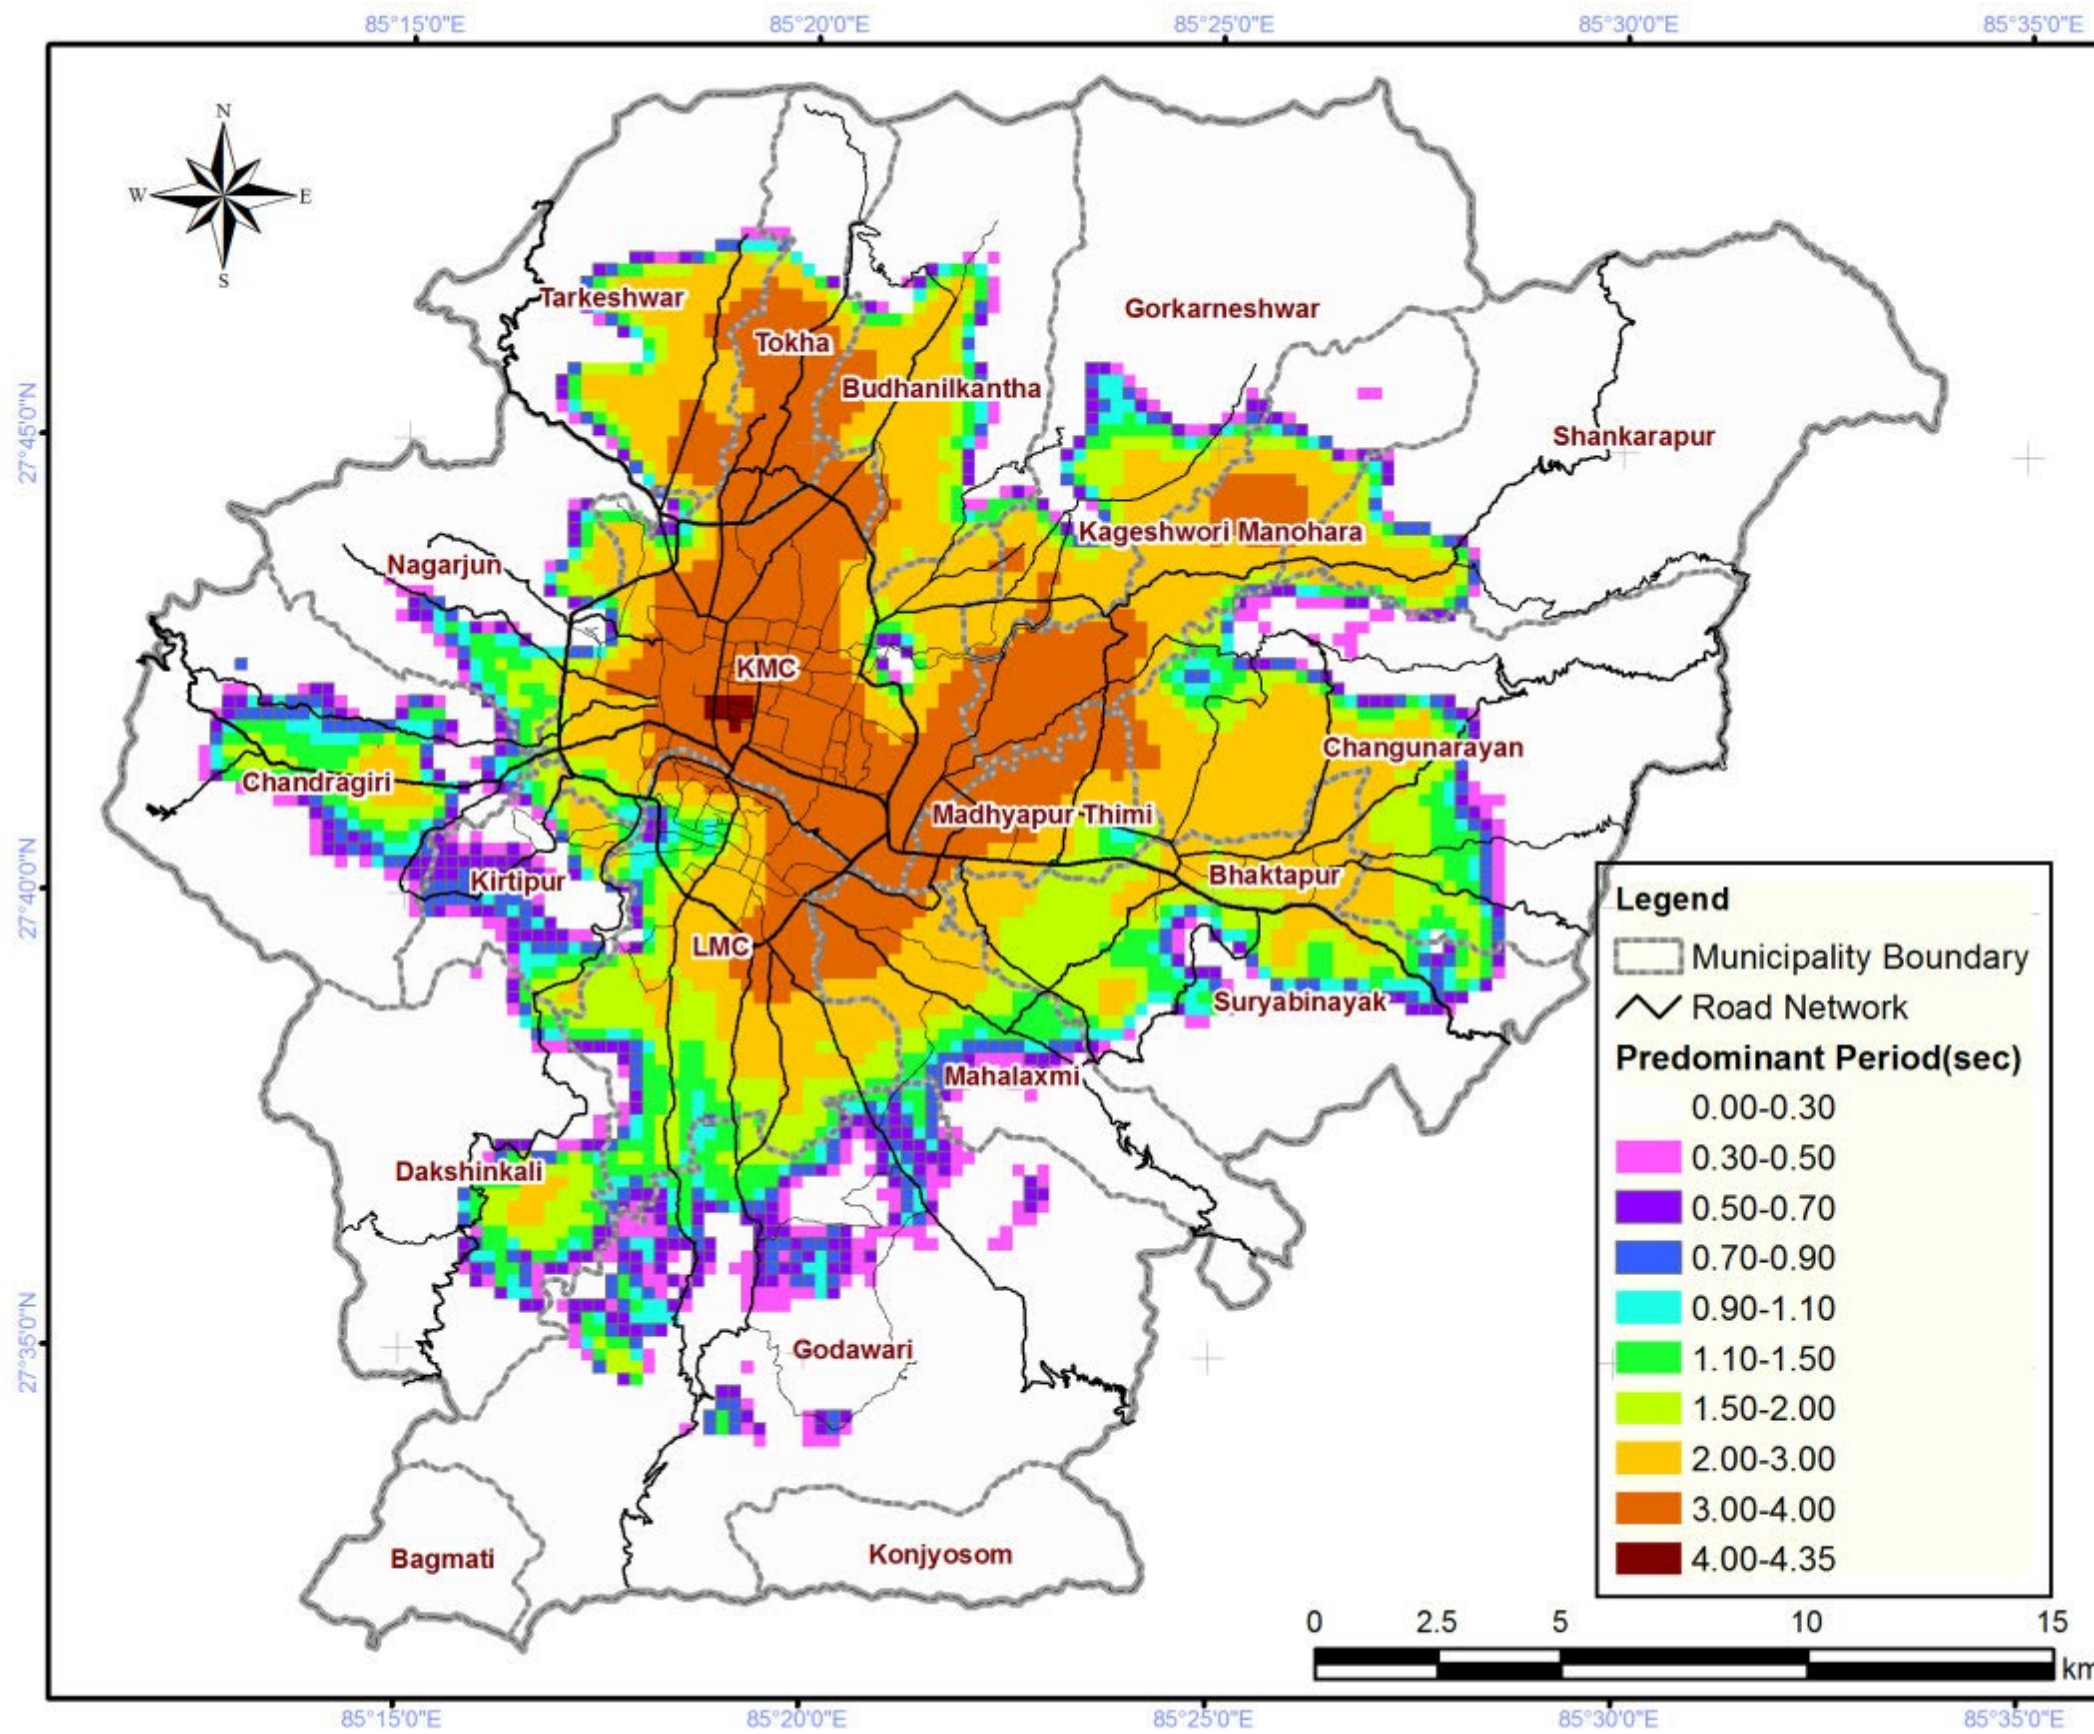 85°15'0"E 85°20'0"E 85°25'0"E 85°30'0"E 85°35'0"E
N
W E
S
27°45'0"N
27°40'0"N
27°35'0"N
Tarkeshwar
Gorkarneshwar
Tokha
Budhanilkantha
Shankarapur
Kageshwori Manohara
Nagarjun
KMC
Changunarayan
Chandragiri
Madhyapur Thimi
Kirtipur
Bhaktapur
LMC
Suryabinayak
Mahalaxmi
Dakshinkali
Godawari
Bagmati
Konjyosom
Legend
Municipality Boundary
Road Network
Predominant Period(sec)
0.00-0.30
0.30-0.50
0.50-0.70
0.70-0.90
0.90-1.10
1.10-1.50
1.50-2.00
2.00-3.00
3.00-4.00
4.00-4.35
0 2.5 5 10 15
km
85°15'0"E 85°20'0"E 85°25'0"E 85°30'0"E 85°35'0"E